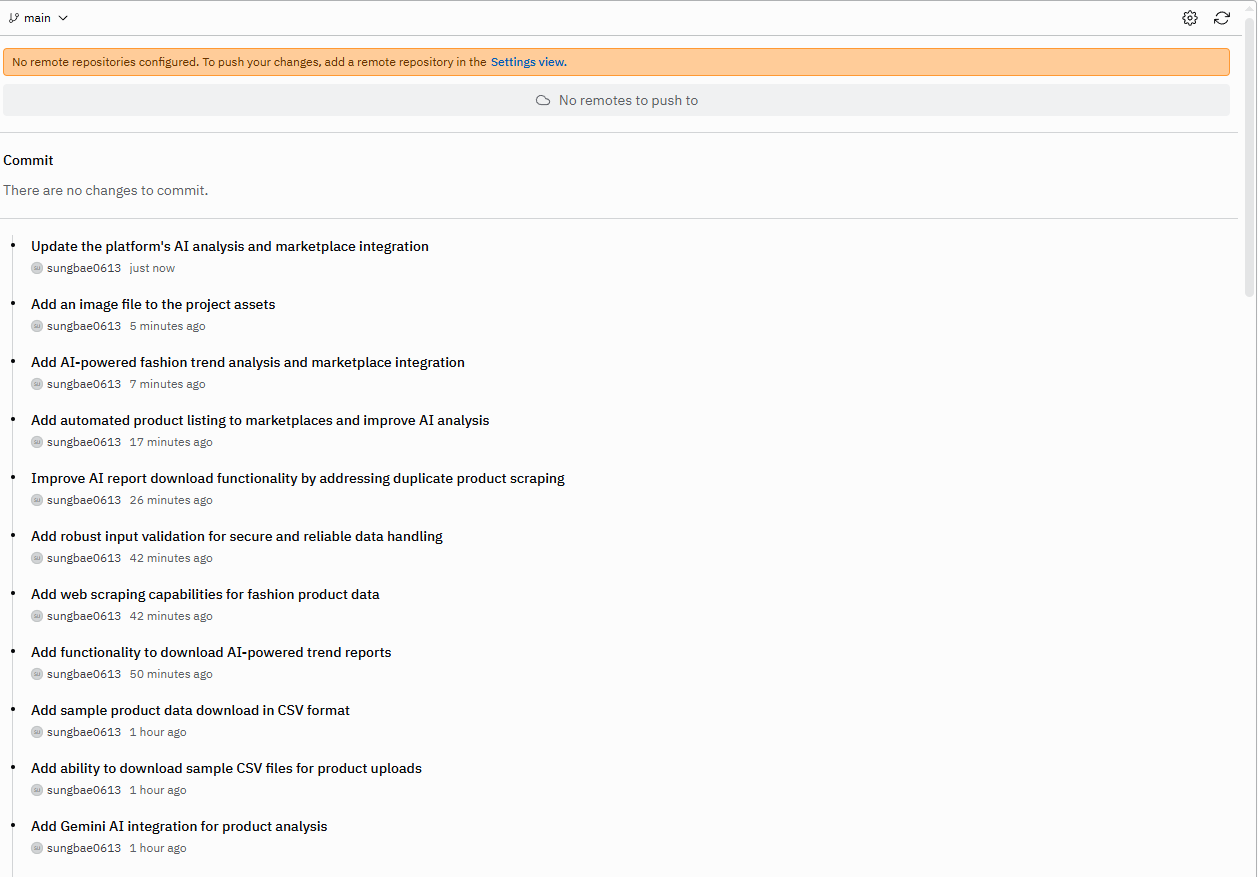 main
No remote repositories configured. To push your changes, add a remote repository in the Settings view.
No remotes to push to
Commit
There are no changes to commit.
Update the platform's AI analysis and marketplace integration
sungbae0613 just now
Add an image file to the project assets
sungbae0613 5 minutes ago
Add AI-powered fashion trend analysis and marketplace integration
sungbae0613 7 minutes ago
Add automated product listing to marketplaces and improve AI analysis
sungbae0613 17 minutes ago
Improve AI report download functionality by addressing duplicate product scraping
sungbae0613 26 minutes ago
Add robust input validation for secure and reliable data handling
sungbae0613 42 minutes ago
Add web scraping capabilities for fashion product data
sungbae0613 42 minutes ago
Add functionality to download AI-powered trend reports
sungbae0613 50 minutes ago
Add sample product data download in CSV format
sungbae0613 1 hour ago
Add ability to download sample CSV files for product uploads
sungbae0613 1 hour ago
Add Gemini AI integration for product analysis
sungbae0613 1 hour ago